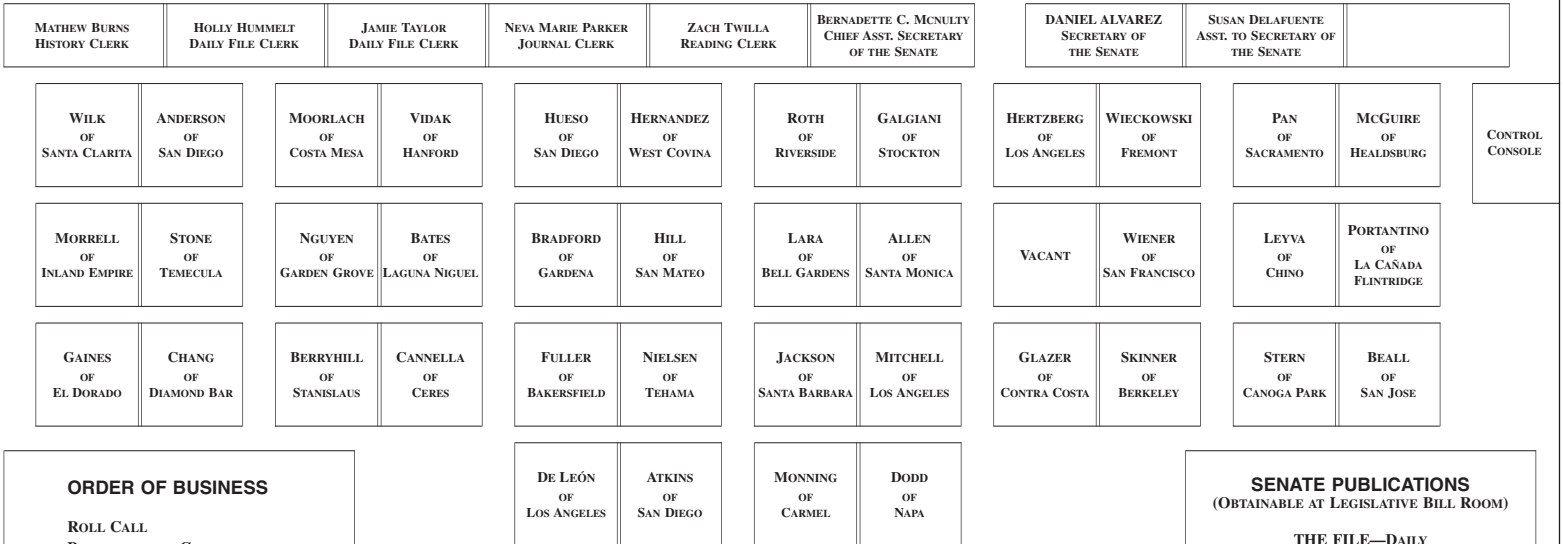 MATHEW BURNS
HISTORY CLERK
HOLLY HUMMELT
DAILY FILE CLERK
JAMIE TAYLOR
DAILY FILE CLERK
NEVA MARIE PARKER
JOURNAL CLERK
ZACH TWILLA
READING CLERK
BERNADETTE C. MCNULTY
CHIEF ASST. SECRETARY
OF THE SENATE
DANIEL ALVAREZ
SECRETARY OF
THE SENATE
SUSAN DELAFUENTE
ASST. TO SECRETARY OF
THE SENATE
WILK
OF
SANTA CLARITA
ANDERSON
OF
SAN DIEGO
MOORLACH
OF
COSTA MESA
VIDAK
OF
HANFORD
HUESO
OF
SAN DIEGO
HERNANDEZ
OF
WEST COVINA
ROTH
OF
RIVERSIDE
GALGIANI
OF
STOCKTON
HERTZBERG
OF
LOS ANGELES
WIECKOWSKI
OF
FREMONT
PAN
OF
SACRAMENTO
MCGUIRE
OF
HEALDSBURG
CONTROL
CONSOLE
MORRELL
OF
INLAND EMPIRE
STONE
OF
TEMECULA
NGUYEN
OF
GARDEN GROVE
BATES
OF
LAGUNA NIGUEL
BRADFORD
OF
GARDENA
HILL
OF
SAN MATEO
LARA
OF
BELL GARDENS
ALLEN
OF
SANTA MONICA
VACANT
WIENER
OF
SAN FRANCISCO
LEYVA
OF
CHINO
PORTANTINO
OF
LA CAÑADA
FLINTRIDGE
GAINES
OF
EL DORADO
CHANG
OF
DIAMOND BAR
BERRYHILL
OF
STANISLAUS
CANNELLA
OF
CERES
FULLER
OF
BAKERSFIELD
NIELSEN
OF
TEHAMA
JACKSON
OF
SANTA BARBARA
MITCHELL
OF
LOS ANGELES
GLAZER
OF
CONTRA COSTA
SKINNER
OF
BERKELEY
STERN
OF
CANOGA PARK
BEALL
OF
SAN JOSE
DE LEÓN
OF
LOS ANGELES
ATKINS
OF
SAN DIEGO
MONNING
OF
CARMEL
DODD
OF
NAPA
ORDER OF BUSINESS
ROLL CALL
SENATE PUBLICATIONS
(OBTAINABLE AT LEGISLATIVE BILL ROOM)
THE FILE—DAILY